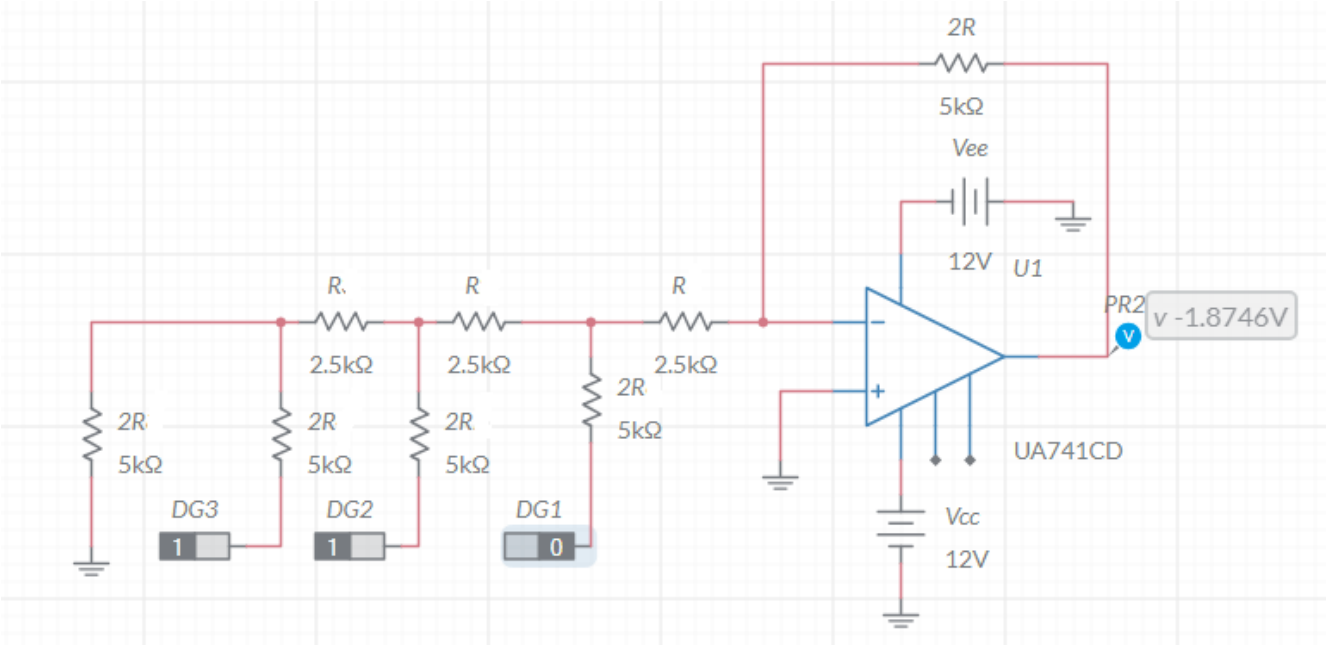 2R
5kΩ
Vee
12V
U1
PR2
v -1.8746V
V
R
R
R
2.5kΩ
2.5kΩ
2.5kΩ
2R
5kΩ
2R
5kΩ
2R
5kΩ
2R
5kΩ
UA741CD
DG3
DG2
DG1
1
1
0
Vcc
12V